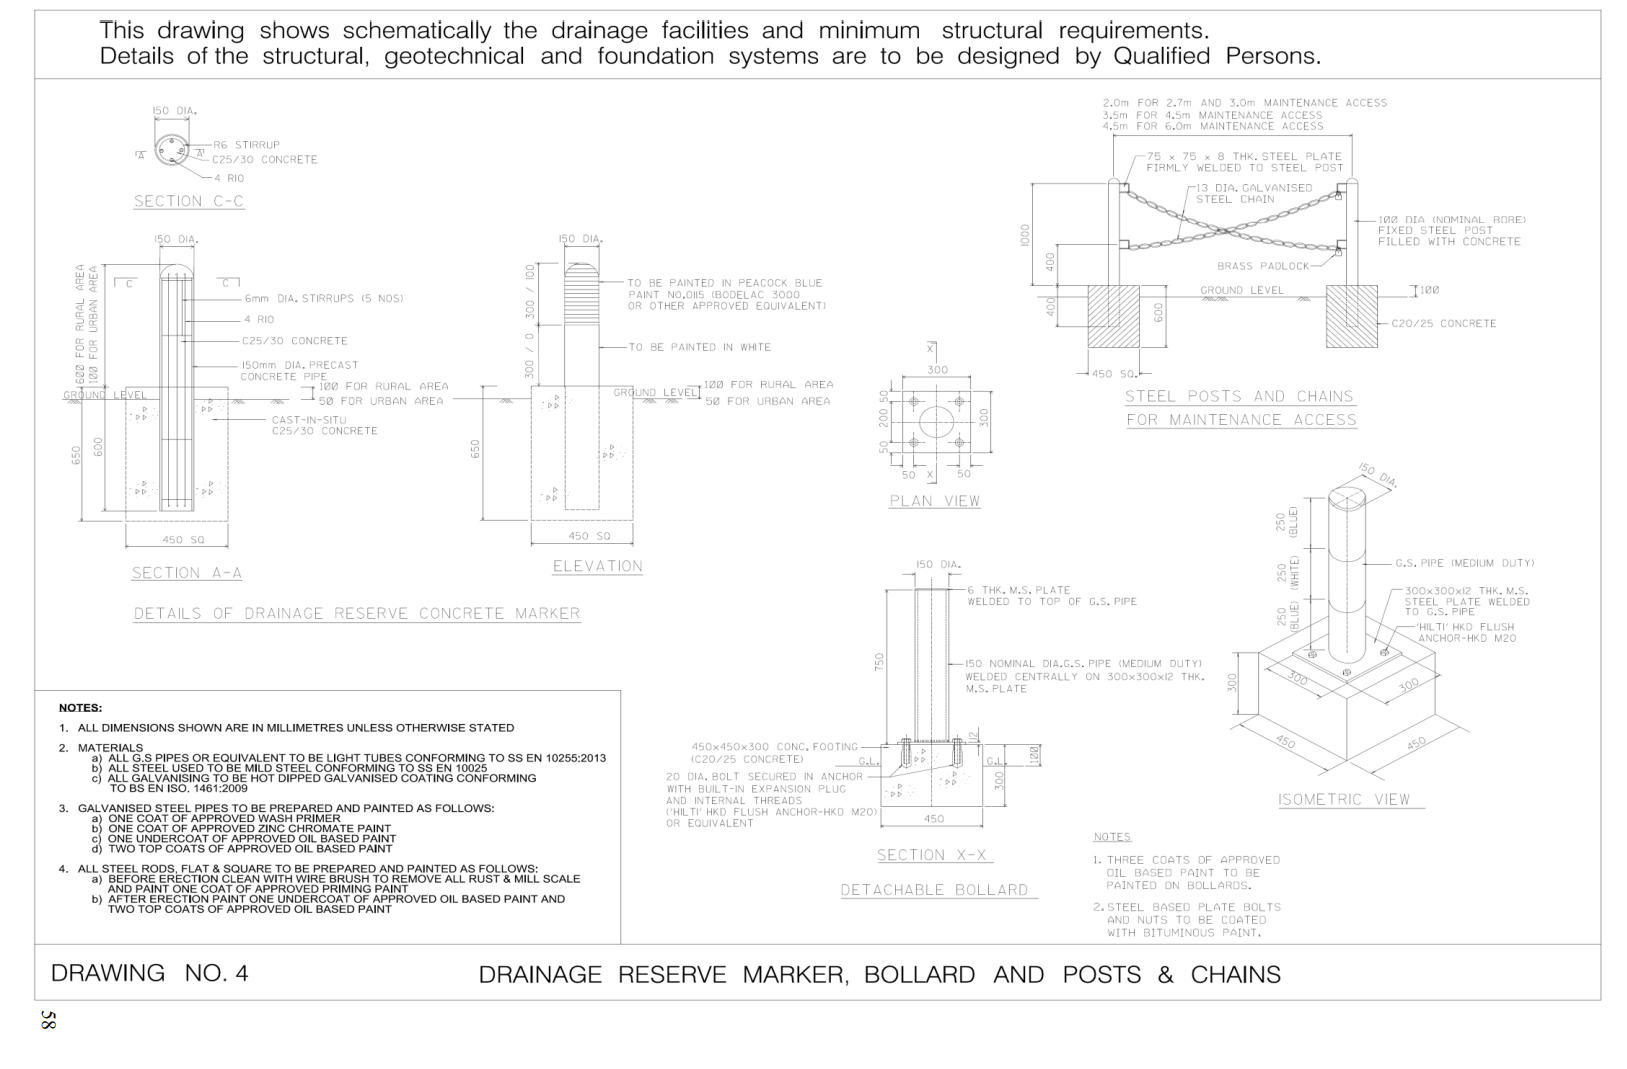 This drawing shows schematically the drainage facilities and minimum structural requirements.
Details of the structural, geotechnical and foundation systems are to be designed by Qualified Persons.
150 DIA.
R6 STIRRUP
C25/30 CONCRETE
4 R10
A
A
SECTION C-C
150 DIA.
C
C
600 FOR RURAL AREA
100 FOR URBAN AREA
6mm DIA. STIRRUPS (5 NOS)
4 R10
C25/30 CONCRETE
150mm DIA. PRECAST
CONCRETE PIPE
100 FOR RURAL AREA
50 FOR URBAN AREA
GROUND LEVEL
CAST-IN-SITU
C25/30 CONCRETE
650
600
450 SQ
SECTION A-A
150 DIA.
300 / 100
300 / 0
TO BE PAINTED IN PEACOCK BLUE
PAINT NO.0115 (BODELAC 3000
OR OTHER APPROVED EQUIVALENT)
TO BE PAINTED IN WHITE
GROUND LEVEL
100 FOR RURAL AREA
50 FOR URBAN AREA
650
450 SQ
ELEVATION
DETAILS OF DRAINAGE RESERVE CONCRETE MARKER
X
300
50
200
50
300
50
X
50
PLAN VIEW
2.0m FOR 2.7m AND 3.0m MAINTENANCE ACCESS
3.5m FOR 4.5m MAINTENANCE ACCESS
4.5m FOR 6.0m MAINTENANCE ACCESS
75 x 75 x 8 THK. STEEL PLATE
FIRMLY WELDED TO STEEL POST
13 DIA. GALVANISED
STEEL CHAIN
100 DIA (NOMINAL BORE)
FIXED STEEL POST
FILLED WITH CONCRETE
BRASS PADLOCK
1000
400
400
GROUND LEVEL
100
600
C20/25 CONCRETE
450 SQ.
STEEL POSTS AND CHAINS
FOR MAINTENANCE ACCESS
150 DIA.
6 THK. M.S. PLATE
WELDED TO TOP OF G.S. PIPE
750
150 NOMINAL DIA.G.S. PIPE (MEDIUM DUTY)
WELDED CENTRALLY ON 300x300x12 THK.
M.S. PLATE
12
450x450x300 CONC. FOOTING
(C20/25 CONCRETE)
G.L.
G.L.
100
300
20 DIA. BOLT SECURED IN ANCHOR
WITH BUILT-IN EXPANSION PLUG
AND INTERNAL THREADS
('HILTI' HKD FLUSH ANCHOR-HKD M20)
OR EQUIVALENT
450
SECTION X-X
DETACHABLE BOLLARD
150 DIA.
250
(BLUE)
250
(WHITE)
250
(BLUE)
G.S. PIPE (MEDIUM DUTY)
300x300x12 THK. M.S.
STEEL PLATE WELDED
TO G.S. PIPE
'HILTI' HKD FLUSH
ANCHOR-HKD M20
300
300
300
450
450
ISOMETRIC VIEW
NOTES
1. THREE COATS OF APPROVED
OIL BASED PAINT TO BE
PAINTED ON BOLLARDS.
2. STEEL BASED PLATE BOLTS
AND NUTS TO BE COATED
WITH BITUMINOUS PAINT.
NOTES:
1. ALL DIMENSIONS SHOWN ARE IN MILLIMETRES UNLESS OTHERWISE STATED
2. MATERIALS
a) ALL G.S PIPES OR EQUIVALENT TO BE LIGHT TUBES CONFORMING TO SS EN 10255:2013
b) ALL STEEL USED TO BE MILD STEEL CONFORMING TO SS EN 10025
c) ALL GALVANISING TO BE HOT DIPPED GALVANISED COATING CONFORMING
TO BS EN ISO. 1461:2009
3. GALVANISED STEEL PIPES TO BE PREPARED AND PAINTED AS FOLLOWS:
a) ONE COAT OF APPROVED WASH PRIMER
b) ONE COAT OF APPROVED ZINC CHROMATE PAINT
c) ONE UNDERCOAT OF APPROVED OIL BASED PAINT
d) TWO TOP COATS OF APPROVED OIL BASED PAINT
4. ALL STEEL RODS, FLAT & SQUARE TO BE PREPARED AND PAINTED AS FOLLOWS:
a) BEFORE ERECTION CLEAN WITH WIRE BRUSH TO REMOVE ALL RUST & MILL SCALE
AND PAINT ONE COAT OF APPROVED PRIMING PAINT
b) AFTER ERECTION PAINT ONE UNDERCOAT OF APPROVED OIL BASED PAINT AND
TWO TOP COATS OF APPROVED OIL BASED PAINT
DRAWING NO. 4
DRAINAGE RESERVE MARKER, BOLLARD AND POSTS & CHAINS
58